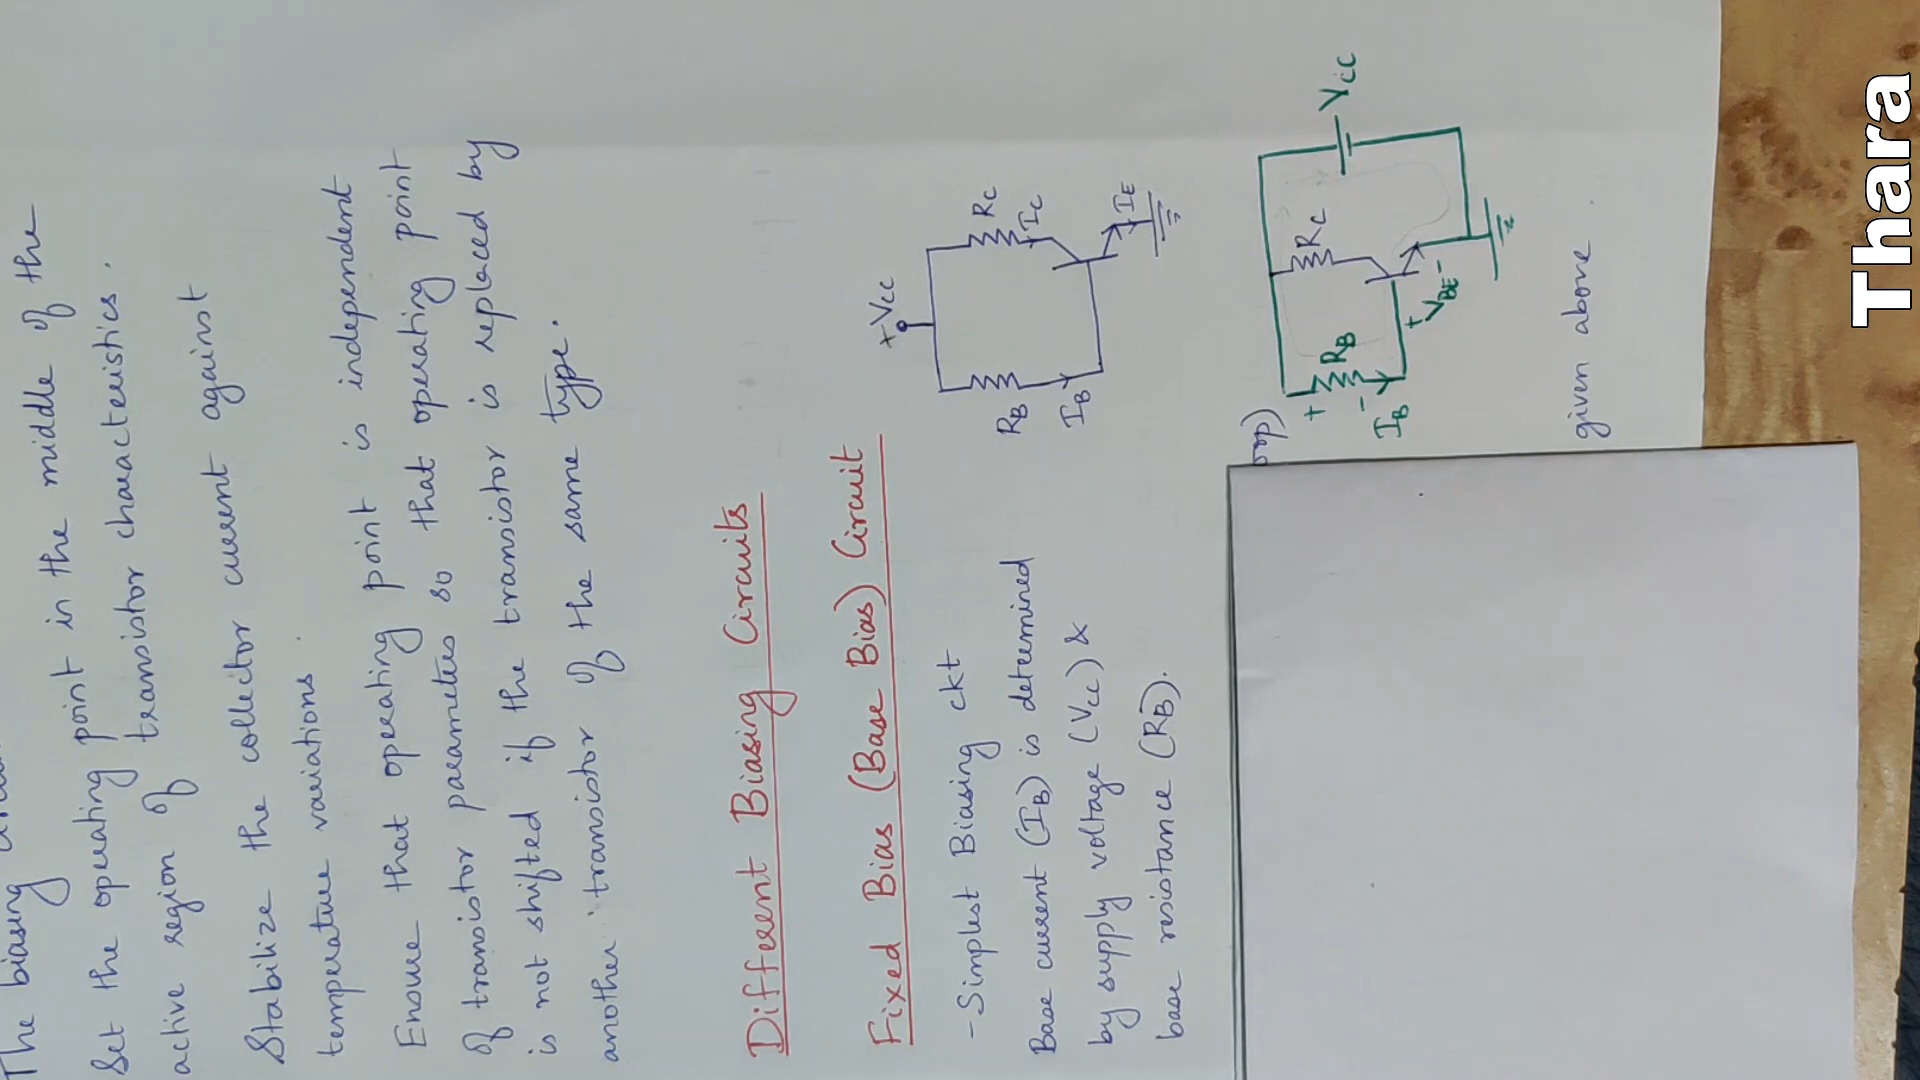 The biasing
Set the operating point in the middle of the
active region of transistor characteristics.
Stabilize the collector current against
temperature variations.
Ensure that operating point is independent
of transistor parameters so that operating point
is not shifted if the transistor is replaced by
another transistor of the same type.
Different Biasing Circuits
Fixed Bias (Base Bias) Circuit
- Simplest Biasing ckt
Base current (IB) is determined
by supply voltage (Vcc) &
base resistance (RB).
+Vcc
RB
RC
IC
IB
IE
Vcc
+
RB
-
RC
IB
+ VBE -
given above
Thara